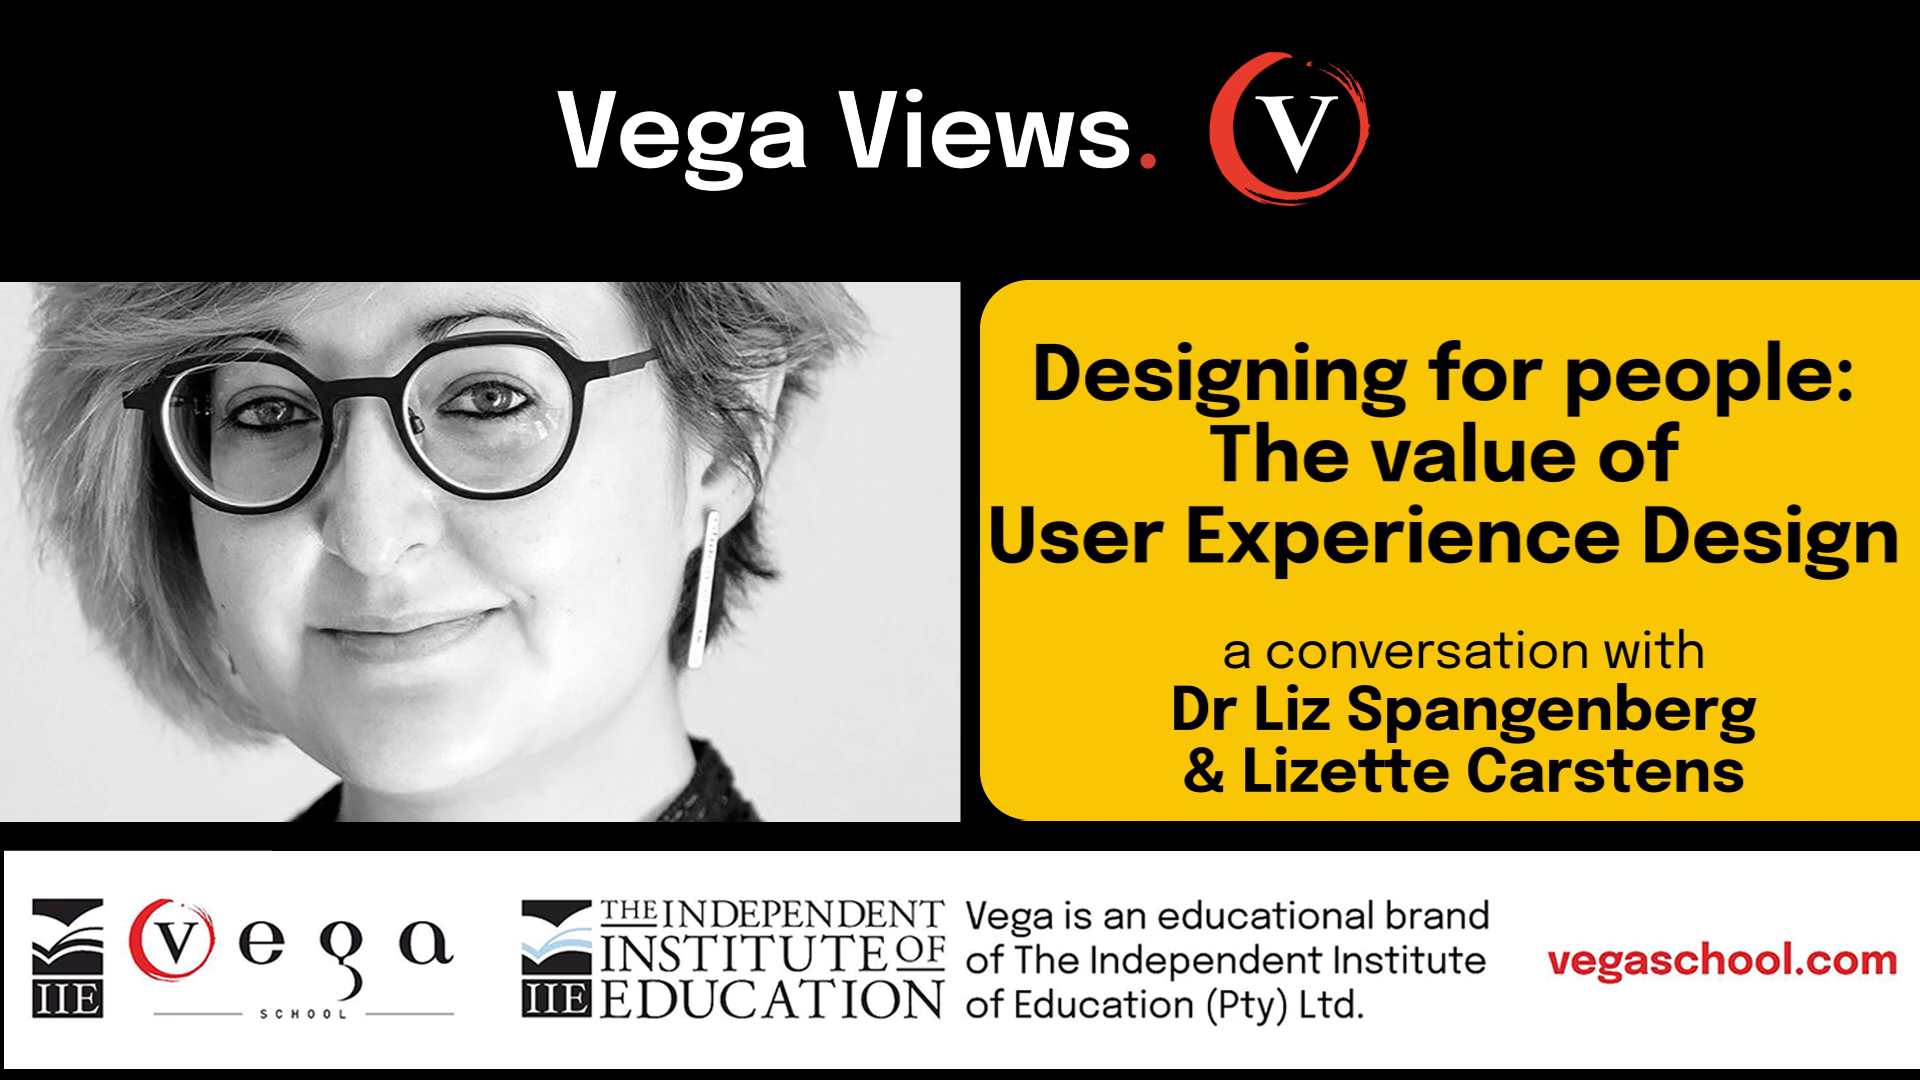 Vega Views.
V
Designing for people:
The value of
User Experience Design
a conversation with
Dr Liz Spangenberg
& Lizette Carstens
IIE
vega
SCHOOL
IIE
THE INDEPENDENT
INSTITUTE OF
EDUCATION
Vega is an educational brand
of The Independent Institute
of Education (Pty) Ltd.
vegaschool.com